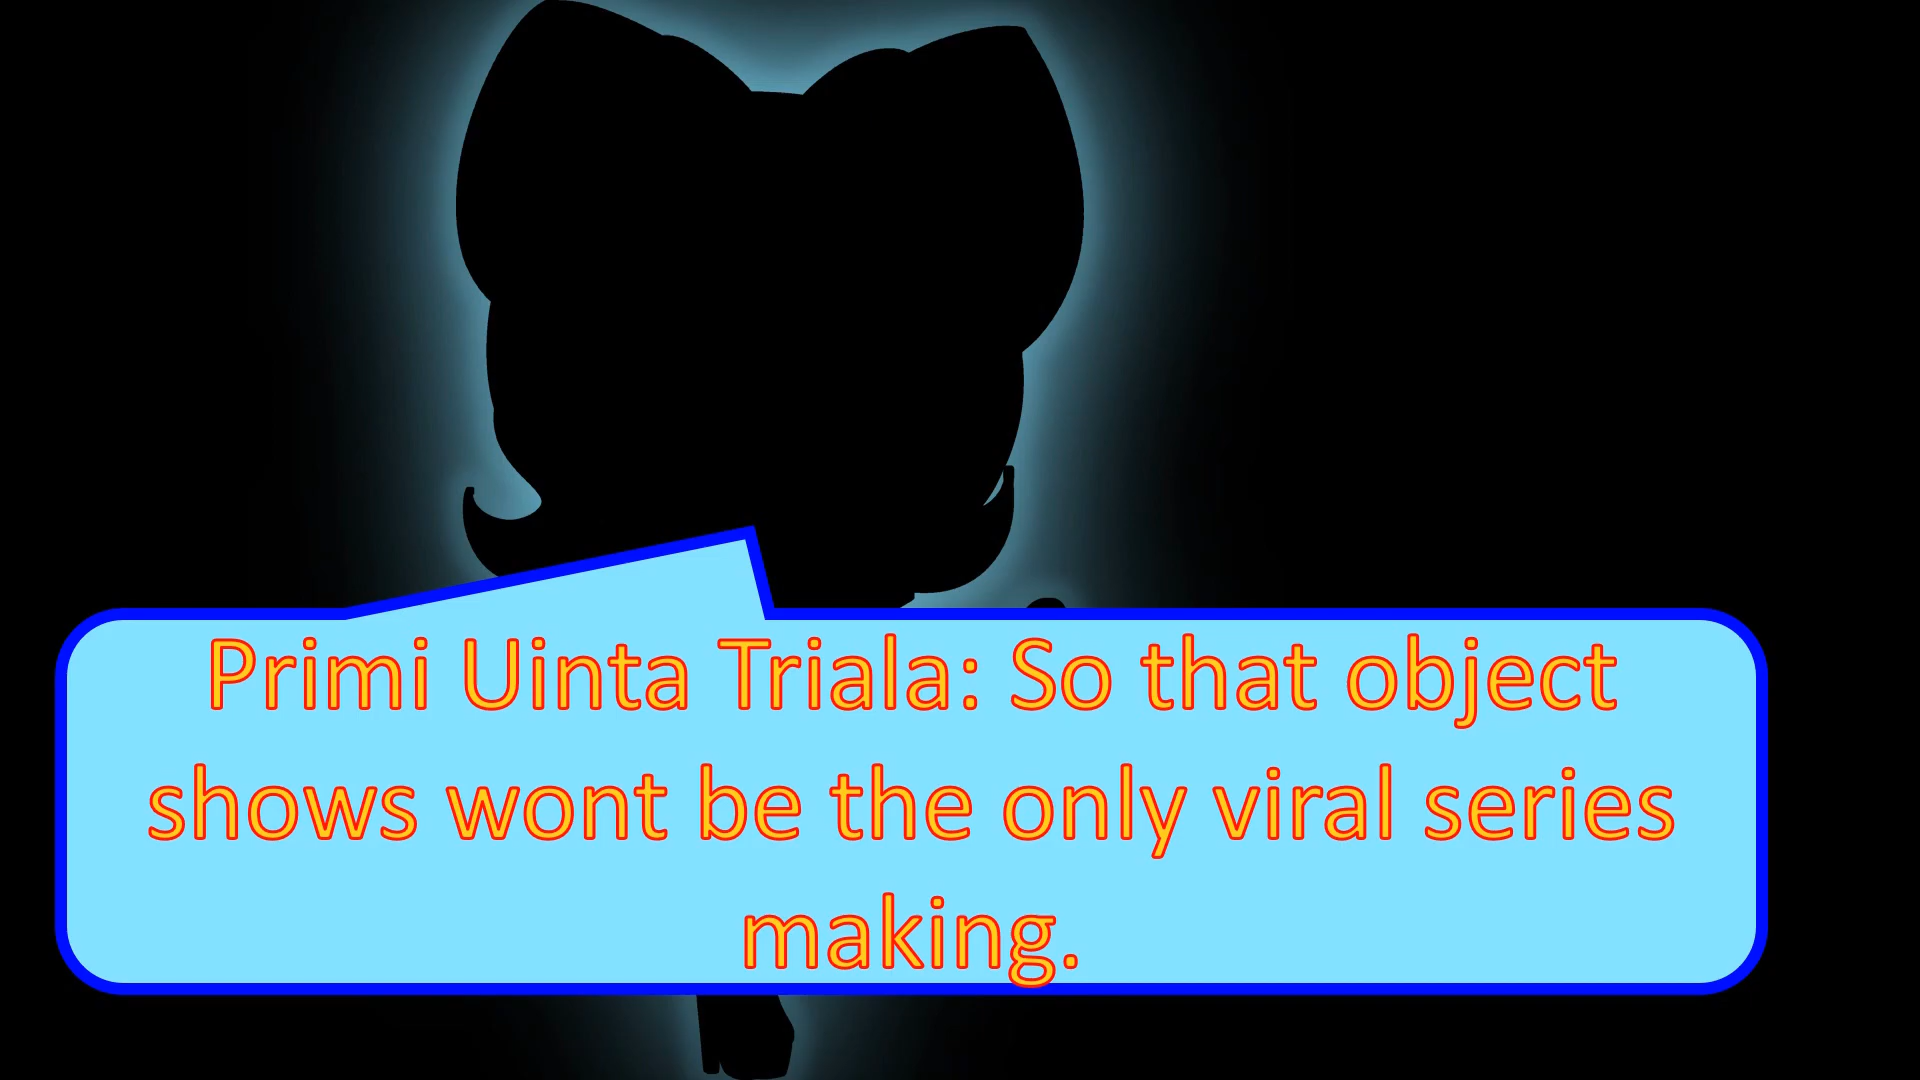 Primi Uinta Triala: So that object
shows wont be the only viral series
making.